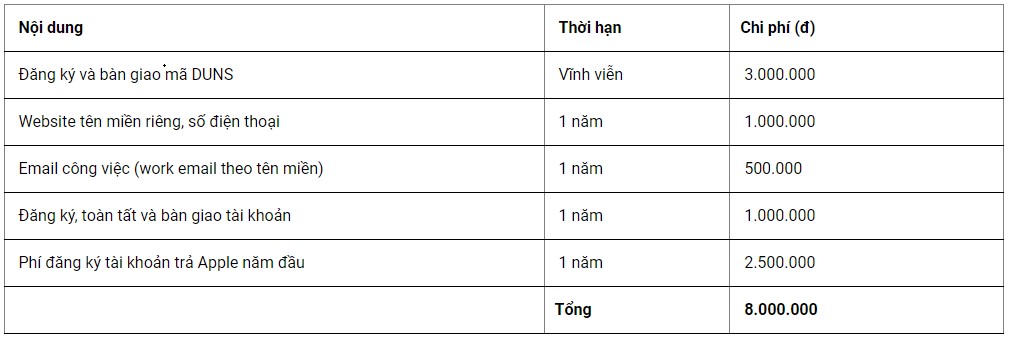 Nội dung Thời hạn Chi phí (đ)
Đăng ký và bàn giao mã DUNS Vĩnh viễn 3.000.000
Website tên miền riêng, số điện thoại 1 năm 1.000.000
Email công việc (work email theo tên miền) 1 năm 500.000
Đăng ký, toàn tất và bàn giao tài khoản 1 năm 1.000.000
Phí đăng ký tài khoản trả Apple năm đầu 1 năm 2.500.000
Tổng 8.000.000